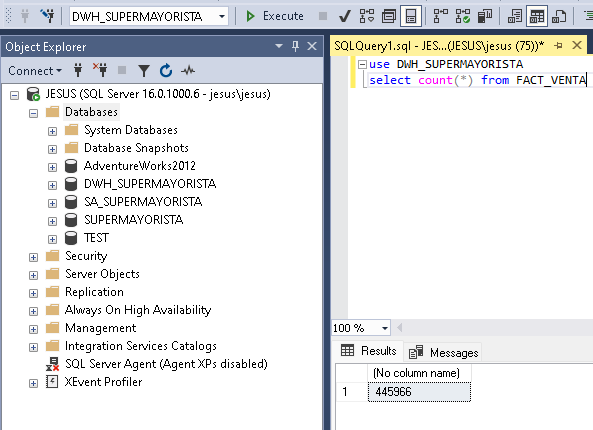 DWH_SUPERMAYORISTA
Execute
Object Explorer
Connect
JESUS (SQL Server 16.0.1000.6 - jesus\jesus)
Databases
System Databases
Database Snapshots
AdventureWorks2012
DWH_SUPERMAYORISTA
SA_SUPERMAYORISTA
SUPERMAYORISTA
TEST
Security
Server Objects
Replication
Always On High Availability
Management
Integration Services Catalogs
SQL Server Agent (Agent XPs disabled)
XEvent Profiler
SQLQuery1.sql - JES...(JESUS\jesus (75))*
use DWH_SUPERMAYORISTA
select count(*) from FACT_VENTA
100 %
Results
Messages
(No column name)
1
445966